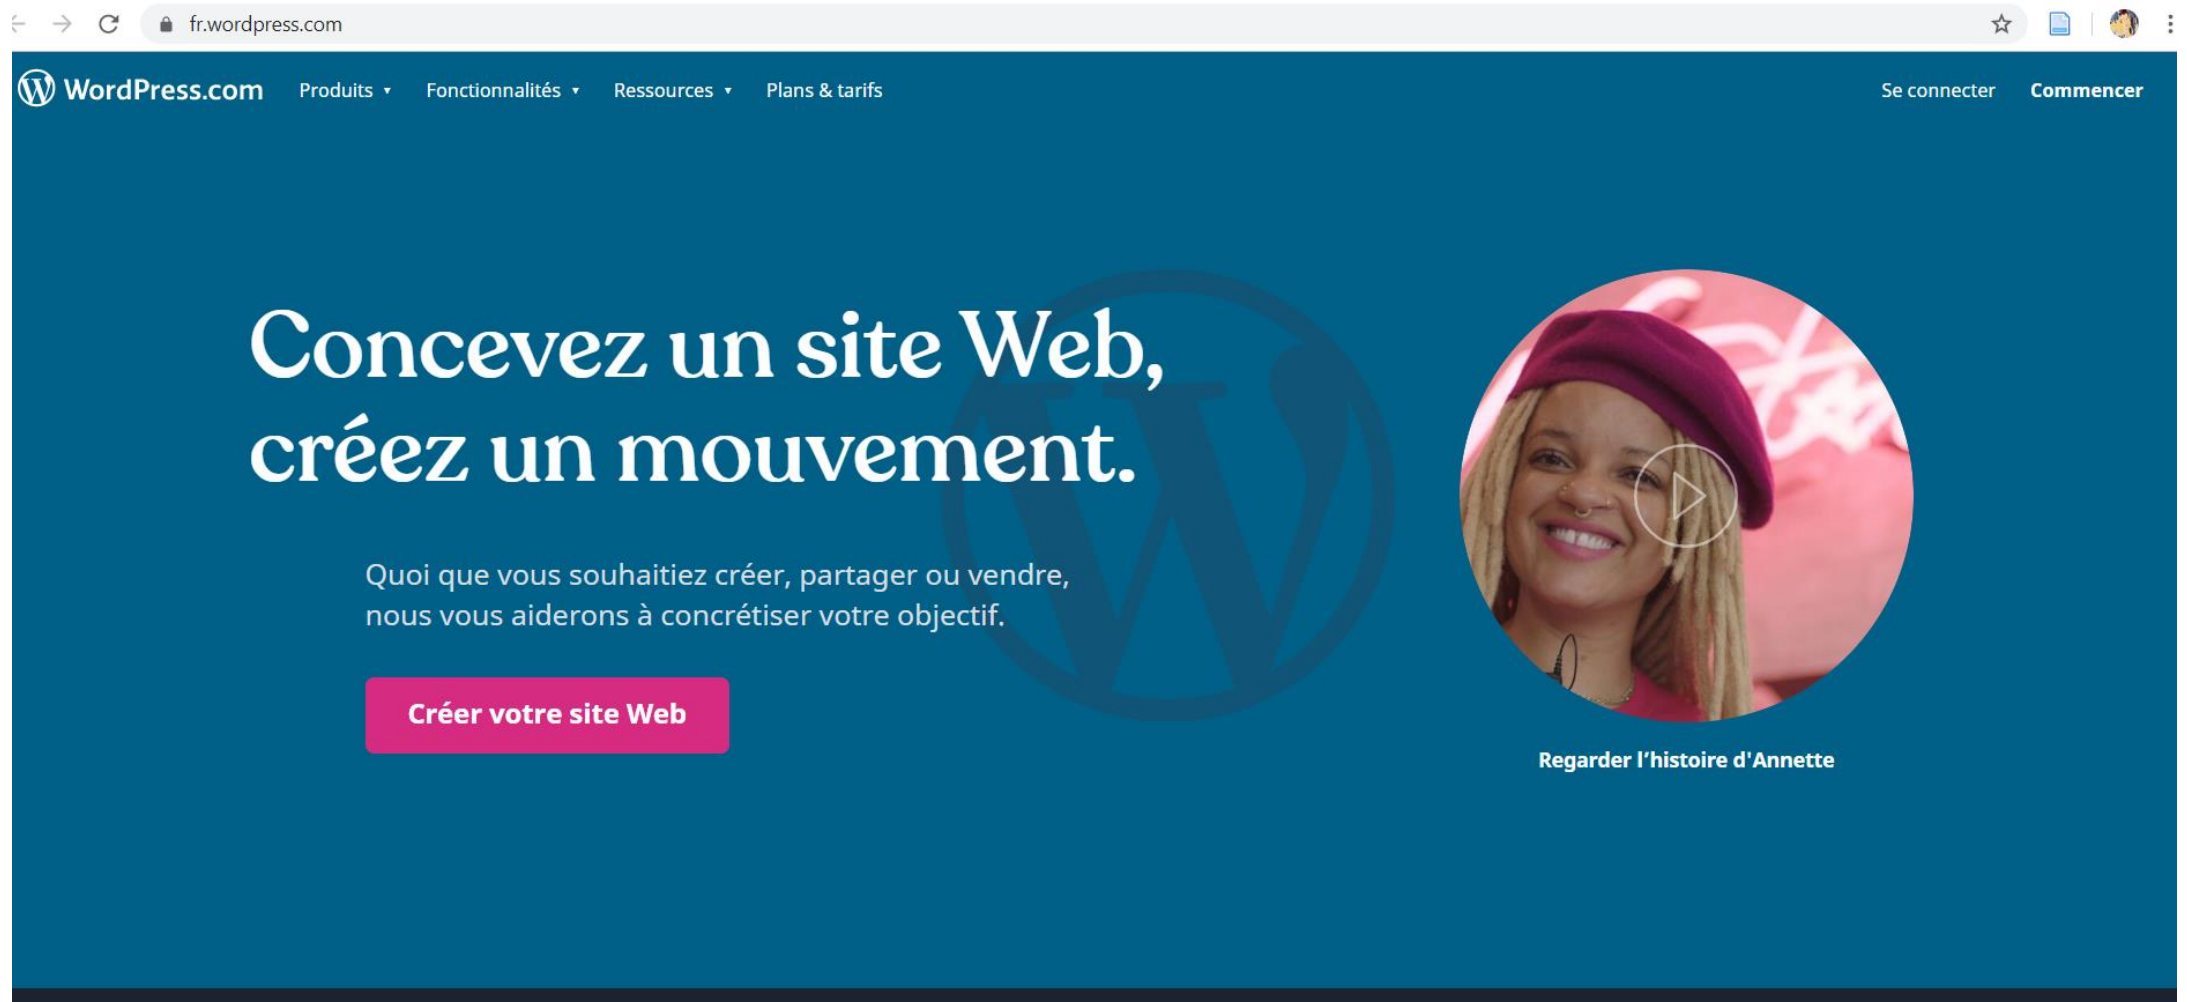 fr.wordpress.com
WordPress.com Produits Fonctionnalités Ressources Plans & tarifs Se connecter Commencer
Concevez un site Web,
créez un mouvement.
Quoi que vous souhaitiez créer, partager ou vendre,
nous vous aiderons à concrétiser votre objectif.
Créer votre site Web
Regarder l’histoire d'Annette